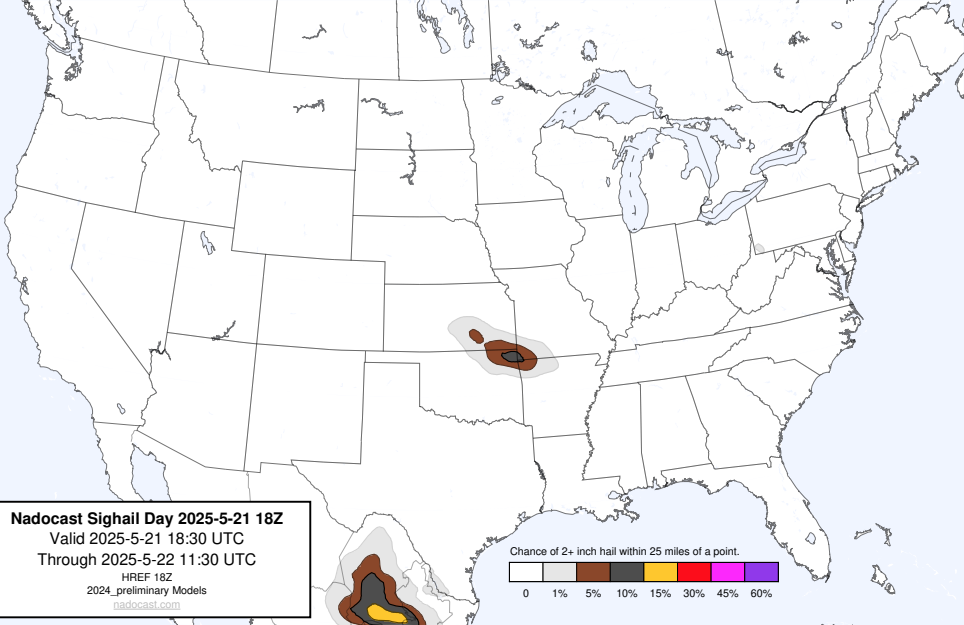 Nadocast Sighail Day 2025-5-21 18Z
Valid 2025-5-21 18:30 UTC
Through 2025-5-22 11:30 UTC
HREF 18Z
2024_preliminary Models
nadocast.com
Chance of 2+ inch hail within 25 miles of a point.
0 1% 5% 10% 15% 30% 45% 60%